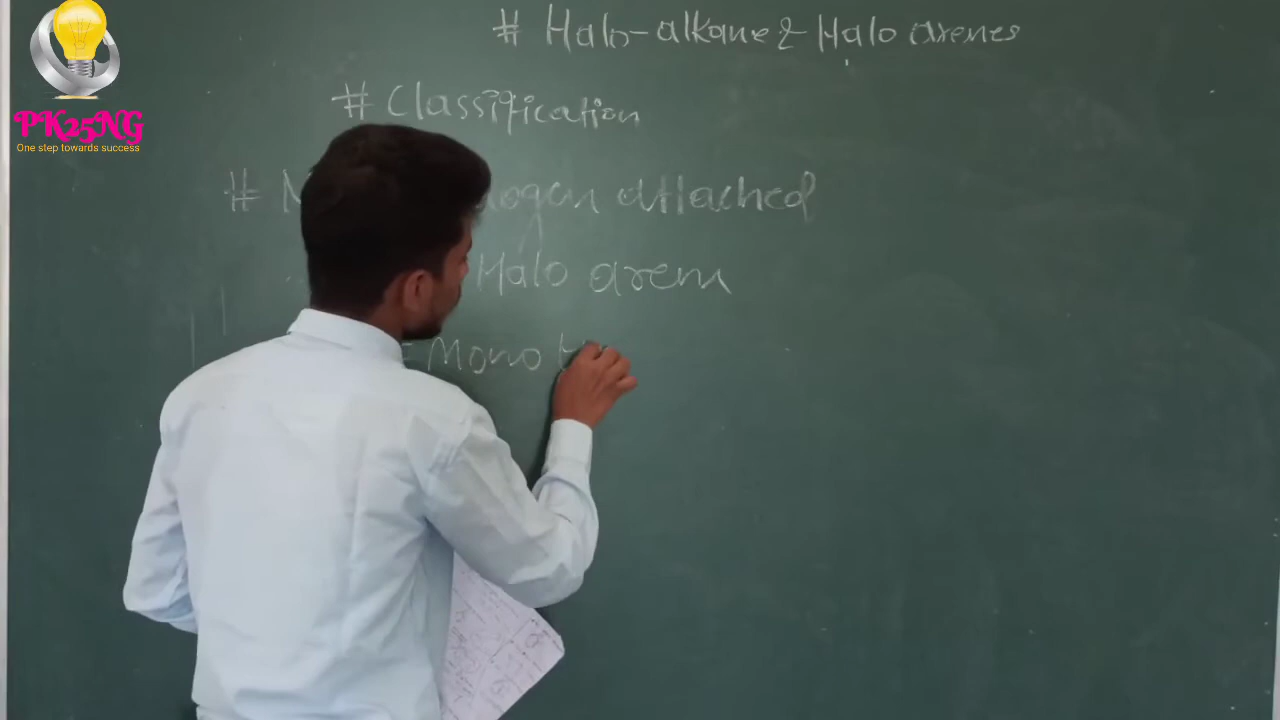 PK25NG
One step towards success
# Halo-alkane & Halo arenes
# Classification
# attached
Halo arem
Mono